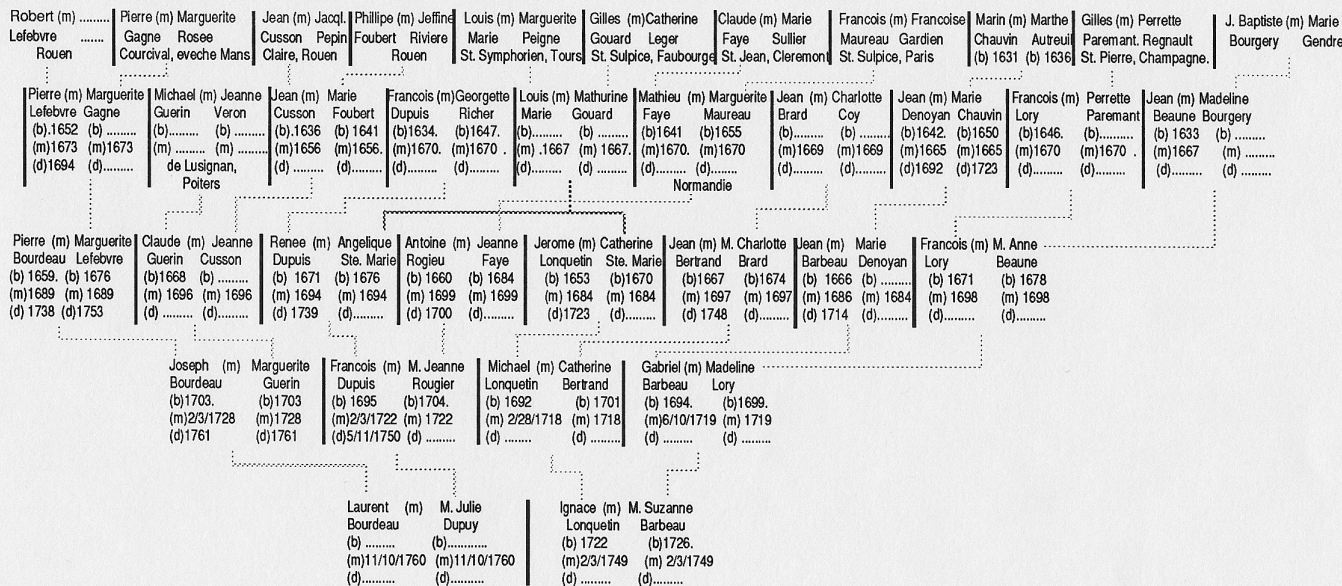 Robert (m) .........
Lefebvre .......
Rouen
Pierre (m) Marguerite
Gagne Rosee
Courcival, eveche Mans
Jean (m) Jacql.
Cusson Pepin
Claire, Rouen
Phillipe (m) Jeffine
Foubert Riviere
Rouen
Louis (m) Marguerite
Marie Peigne
St. Symphorien, Tours
Gilles (m)Catherine
Gouard Leger
St. Sulpice, Faubourge
Claude (m) Marie
Faye Sullier
St. Jean, Cleremont
Francois (m) Francoise
Maureau Gardien
St. Sulpice, Paris
Marin (m) Marthe
Chauvin Autreuil
(b) 1631 (b) 1636
Gilles (m) Perrette
Paremant. Regnault
St. Pierre, Champagne.
J. Baptiste (m) Marie
Bourgery Gendre
Pierre (m) Marguerite
Lefebvre Gagne
(b).1652 (b) .........
(m)1673 (m)1673
(d)1694 (d).........
Michael (m) Jeanne
Guerin Veron
(b)......... (b) .........
(m) ......... (m) .........
de Lusignan,
Poiters
Jean (m) Marie
Cusson Foubert
(b).1636 (b) 1641
(m)1656 (m)1656.
(d) ......... (d).........
Francois (m)Georgette
Dupuis Richer
(b)1634. (b)1647.
(m)1670. (m)1670 .
(d)......... (d).........
Louis (m) Mathurine
Marie Gouard
(b)......... (b) .........
(m) .1667 (m) 1667.
(d)......... (d).........
Mathieu (m) Marguerite
Faye Maureau
(b)1641 (b)1655
(m)1670. (m)1670
(d)......... (d).........
Normandie
Jean (m) Charlotte
Brard Coy
(b)......... (b) .........
(m)1669 (m)1669
(d)......... (d).........
Jean (m) Marie
Denoyan Chauvin
(b)1642. (b)1650
(m)1665 (m)1665
(d)1692 (d)1723
Francois (m) Perrette
Lory Paremant
(b)1646. (b).........
(m)1670 (m)1670 .
(d)......... (d).........
Jean (m) Madeline
Beaune Bourgery
(b) 1633 (b) .........
(m)1667 (m) .........
(d)......... (d) .........
Pierre (m) Marguerite
Bourdeau Lefebvre
(b) 1659. (b) 1676
(m)1689 (m) 1689
(d) 1738 (d)1753
Claude (m) Jeanne
Guerin Cusson
(b)1668 (b) .........
(m) 1696 (m) 1696
(d) ......... (d).........
Renee (m) Angelique
Dupuis Ste. Marie
(b) 1671 (b) 1676
(m) 1694 (m) 1694
(d) 1739 (d).........
Antoine (m) Jeanne
Rogieu Faye
(b) 1660 (b) 1684
(m) 1699 (m) 1699
(d) 1700 (d).........
Jerome (m) Catherine
Lonquetin Ste. Marie
(b) 1653 (b)1670
(m) 1684 (m) 1684
(d)1723 (d).........
Jean (m) M. Charlotte
Bertrand Brard
(b)1667 (b)1674
(m) 1697 (m) 1697
(d) 1748 (d).........
Jean (m) Marie
Barbeau Denoyan
(b) 1666 (b) .........
(m) 1686 (m) 1684
(d) 1714 (d).........
Francois (m) M. Anne
Lory Beaune
(b) 1671 (b) 1678
(m) 1698 (m) 1698
(d)......... (d).........
Joseph (m) Marguerite
Bourdeau Guerin
(b)1703. (b)1703
(m)2/3/1728 (m)1728
(d)1761 (d)1761
Francois (m) M. Jeanne
Dupuis Rougier
(b) 1695 (b)1704.
(m)2/3/1722 (m) 1722
(d)5/11/1750 (d) .........
Michael (m) Catherine
Lonquetin Bertrand
(b) 1692 (b) 1701
(m) 2/28/1718 (m) 1718
(d) ......... (d) .........
Gabriel (m) Madeline
Barbeau Lory
(b) 1694. (b)1699.
(m)6/10/1719 (m) 1719
(d) ......... (d) .........
Laurent (m) M. Julie
Bourdeau Dupuy
(b) ......... (b)............
(m)11/10/1760 (m)11/10/1760
(d).......... (d)..........
Ignace (m) M. Suzanne
Lonquetin Barbeau
(b) 1722 (b)1726.
(m)2/3/1749 (m) 2/3/1749
(d) ......... (d) .........